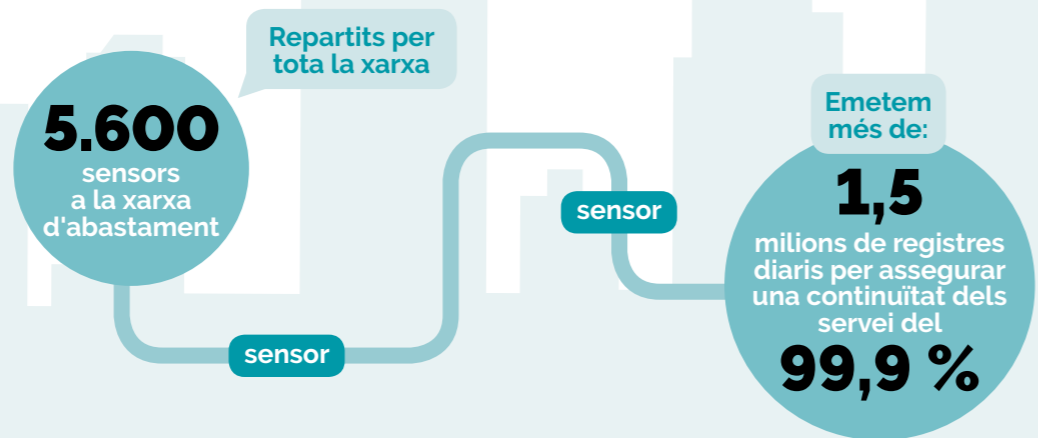 Repartits per
tota la xarxa
5.600
sensors
a la xarxa
d'abastament
sensor
sensor
Emetem
més de:
1,5
milions de registres
diaris per assegurar
una continuïtat dels
servei del
99,9 %